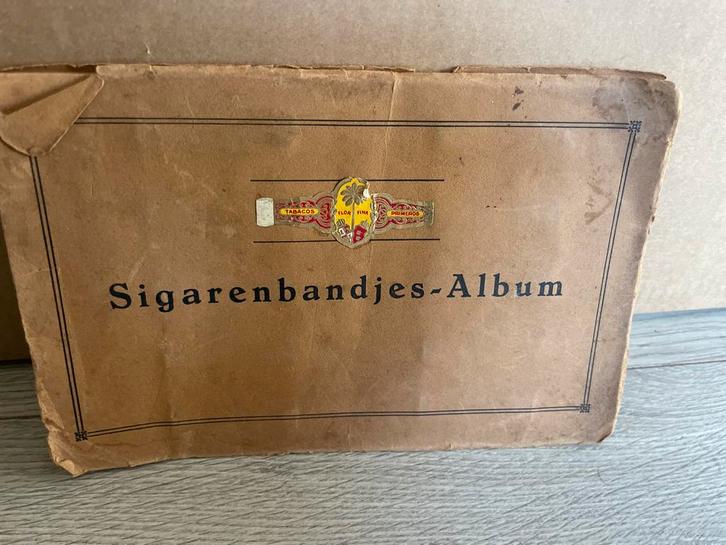 TABACOS FLOR FINA PRIMEROS
Sigarenbandjes-Album